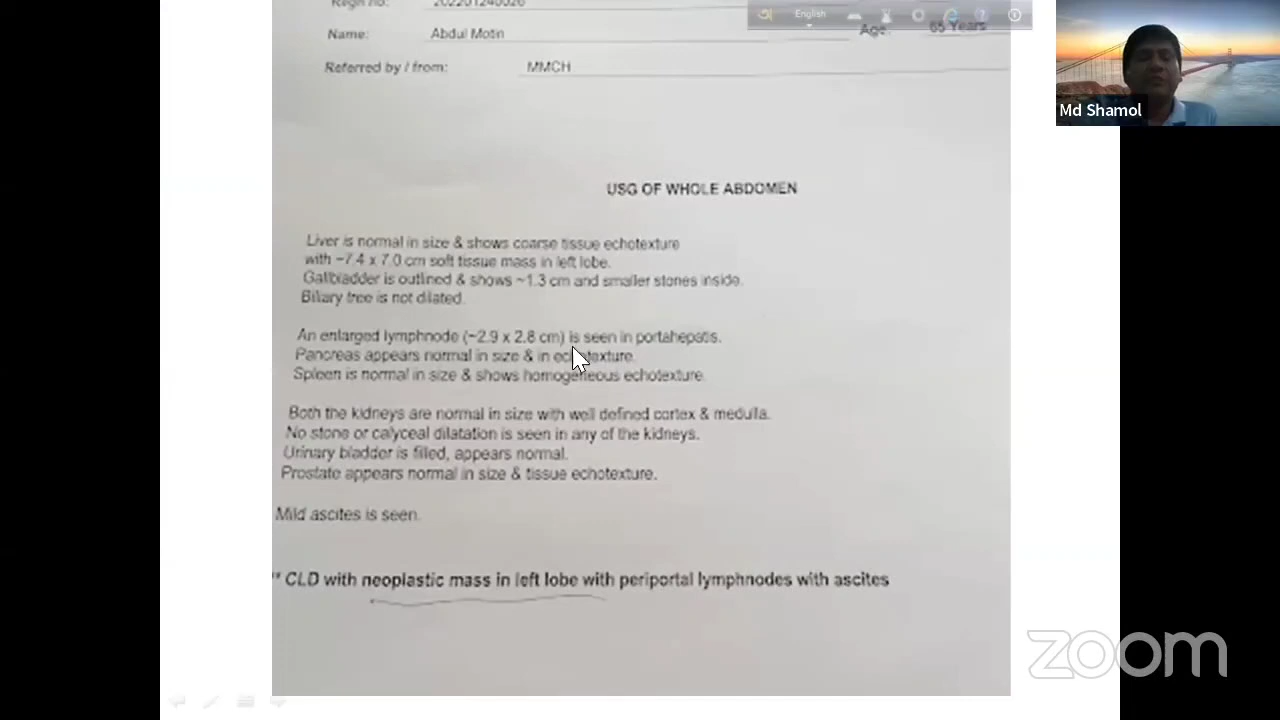 Regn no: 202201240026
English
Name: Abdul Motin Age: 65 Years
Referred by / from: MMCH
Md Shamol
USG OF WHOLE ABDOMEN
Liver is normal in size & shows coarse tissue echotexture
with ~7.4 x 7.0 cm soft tissue mass in left lobe.
Gallbladder is outlined & shows ~1.3 cm and smaller stones inside.
Biliary tree is not dilated.
An enlarged lymphnode (~2.9 x 2.8 cm) is seen in portahepatis.
Pancreas appears normal in size & in echotexture.
Spleen is normal in size & shows homogeneous echotexture.
Both the kidneys are normal in size with well defined cortex & medulla.
No stone or calyceal dilatation is seen in any of the kidneys.
Urinary bladder is filled, appears normal.
Prostate appears normal in size & tissue echotexture.
Mild ascites is seen.
" CLD with neoplastic mass in left lobe with periportal lymphnodes with ascites
zoom